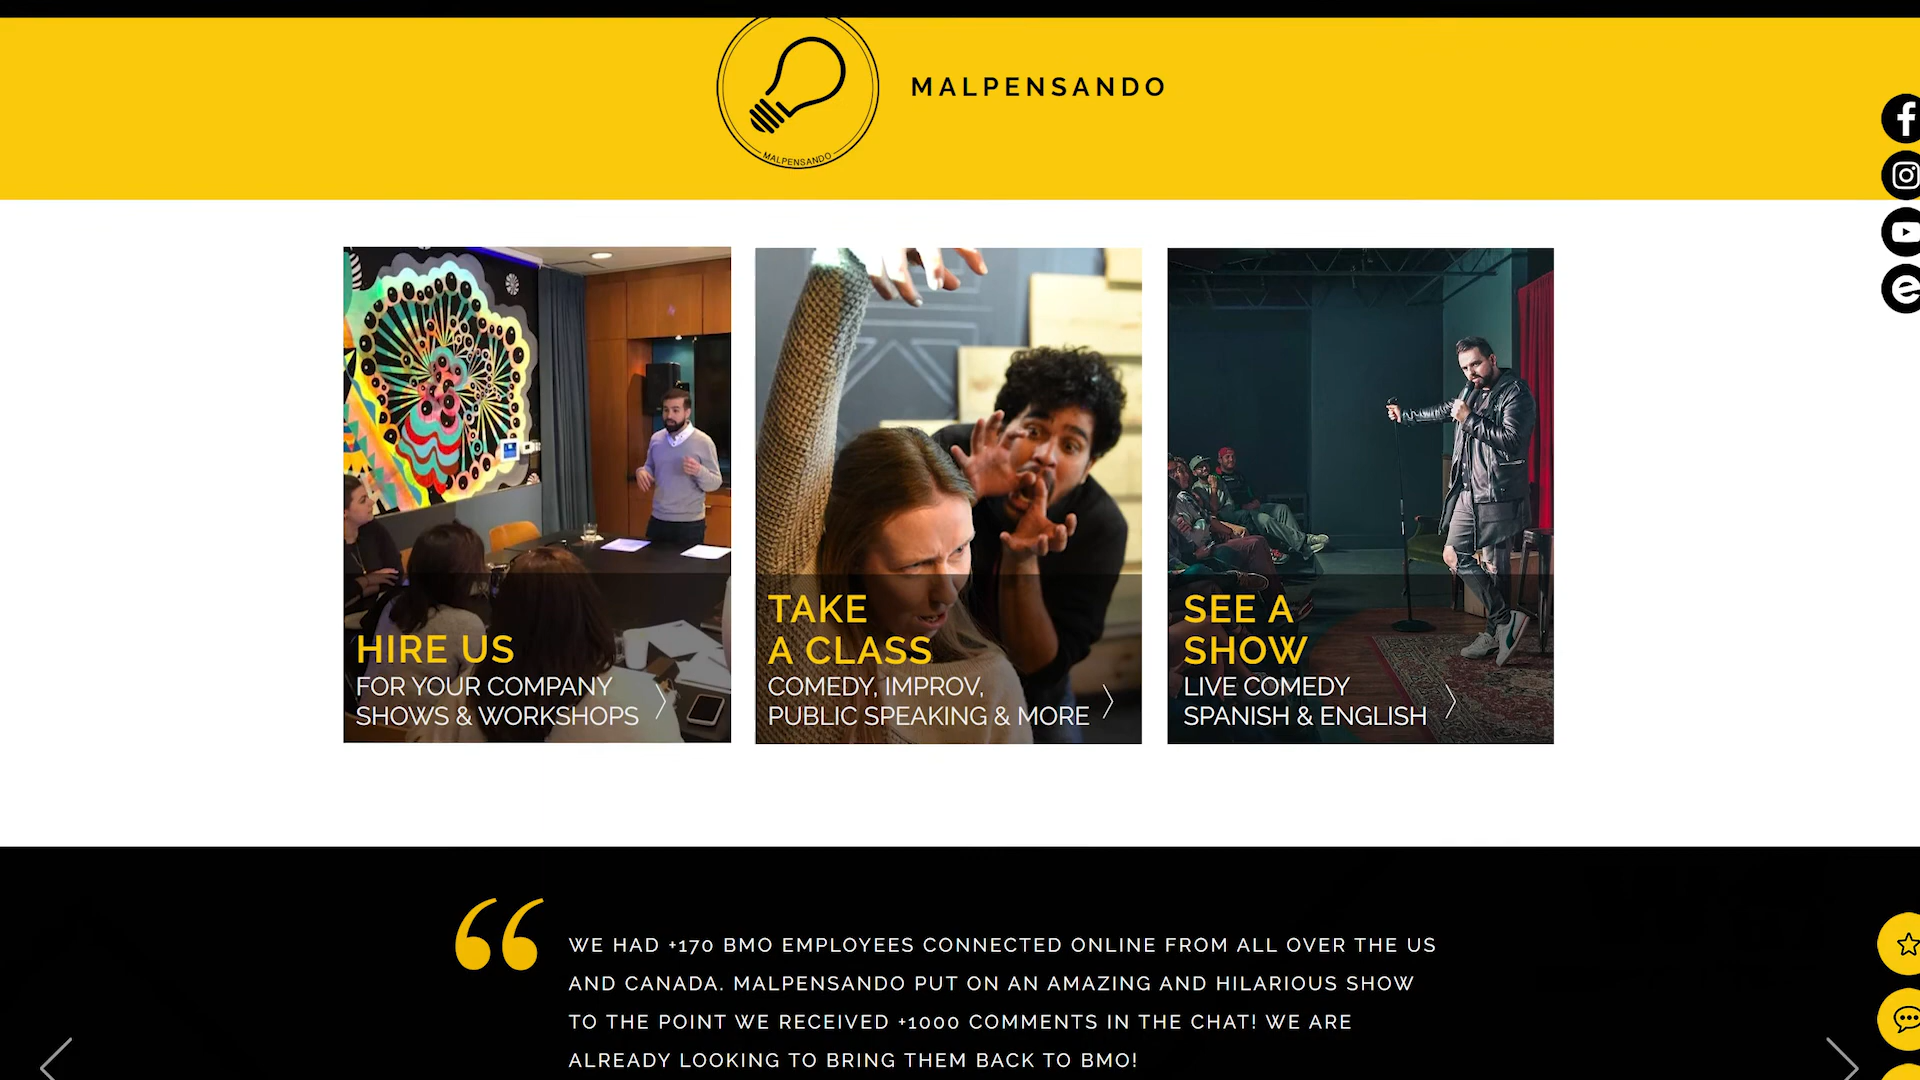 MALPENSANDO
MALPENSANDO
HIRE US
FOR YOUR COMPANY
SHOWS & WORKSHOPS
TAKE
A CLASS
COMEDY, IMPROV,
PUBLIC SPEAKING & MORE
SEE A
SHOW
LIVE COMEDY
SPANISH & ENGLISH
WE HAD +170 BMO EMPLOYEES CONNECTED ONLINE FROM ALL OVER THE US
AND CANADA. MALPENSANDO PUT ON AN AMAZING AND HILARIOUS SHOW
TO THE POINT WE RECEIVED +1000 COMMENTS IN THE CHAT! WE ARE
ALREADY LOOKING TO BRING THEM BACK TO BMO!